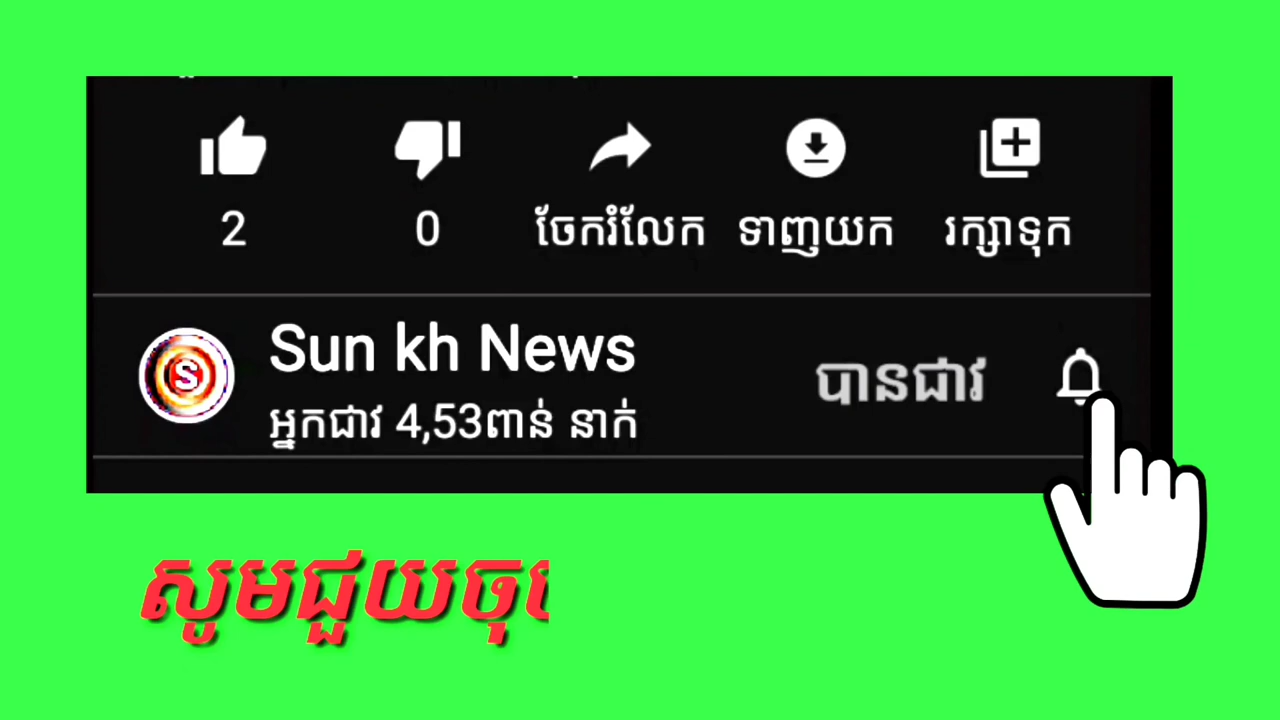 2
0
ចែករំលែក
ទាញយក
រក្សាទុក
S
Sun kh News
បានជាវ
អ្នកជាវ 4,53ពាន់ នាក់
សូមជួយចុ